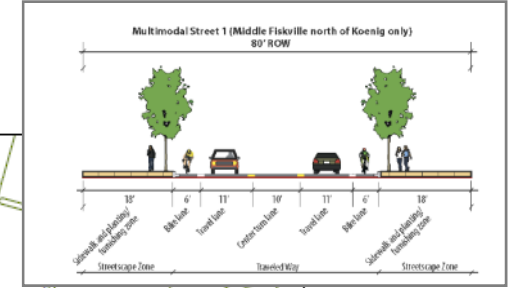 Multimodal Street 1 (Middle Fiskville north of Koenig only)
80' ROW
18'
6'
11'
10'
11'
6'
18'
Sidewalk and planting/
furnishing zone
Bike lane
Travel lane
Center turn lane
Travel lane
Bike lane
Sidewalk and planting/
furnishing zone
Streetscape Zone
Traveled Way
Streetscape Zone